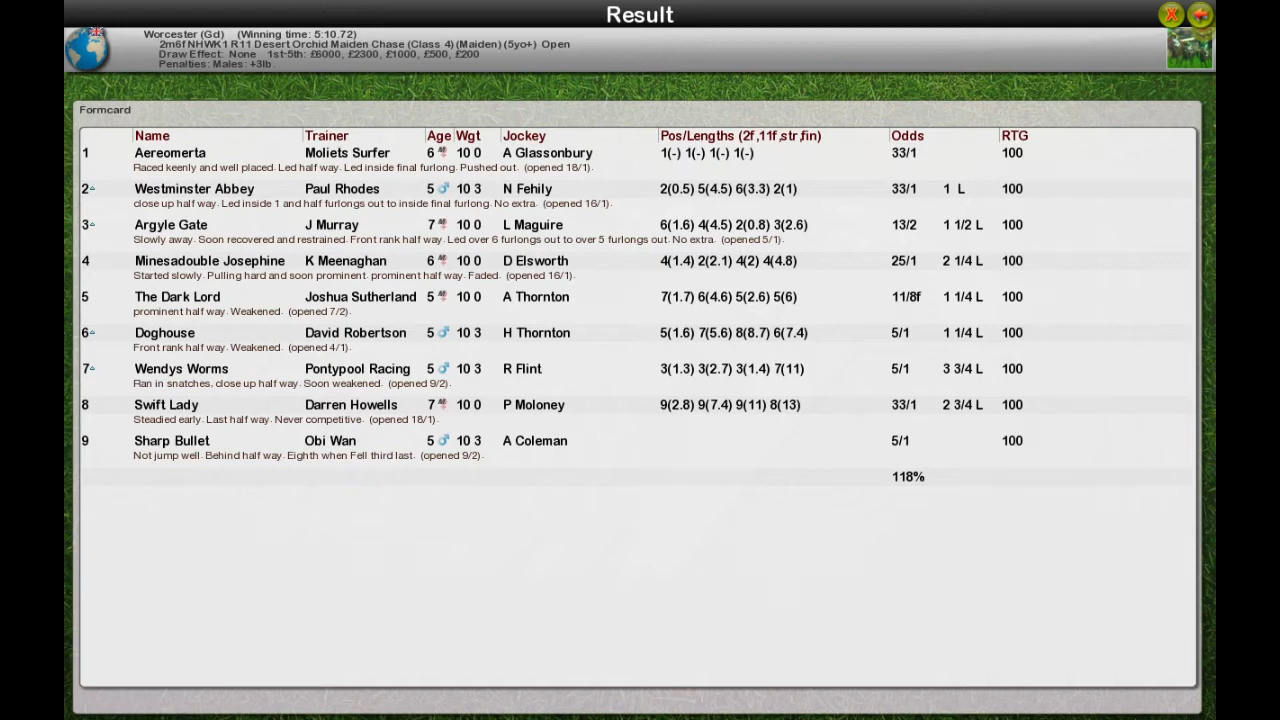 Result
Worcester (Gd) (Winning time: 5:10.72)
2m6f NHWK1 R11 Desert Orchid Maiden Chase (Class 4) (Maiden) (5yo+) Open
Draw Effect: None 1st-5th: £6000, £2300, £1000, £500, £200
Penalties: Males: +3lb.
Formcard
Name Trainer Age Wgt Jockey Pos/Lengths (2f,11f,str,fin) Odds RTG
1 Aereomerta Moliets Surfer 6 10 0 A Glassonbury 1(-) 1(-) 1(-) 1(-) 33/1 100
Raced keenly and well placed. Led half way. Led inside final furlong. Pushed out. (opened 18/1).
2 Westminster Abbey Paul Rhodes 5 10 3 N Fehily 2(0.5) 5(4.5) 6(3.3) 2(1) 33/1 1 L 100
close up half way. Led inside 1 and half furlongs out to inside final furlong. No extra. (opened 16/1).
3 Argyle Gate J Murray 7 10 0 L Maguire 6(1.6) 4(4.5) 2(0.8) 3(2.6) 13/2 1 1/2 L 100
Slowly away. Soon recovered and restrained. Front rank half way. Led over 6 furlongs out to over 5 furlongs out. No extra. (opened 5/1).
4 Minesadouble Josephine K Meenaghan 6 10 0 D Elsworth 4(1.4) 2(2.1) 4(2) 4(4.8) 25/1 2 1/4 L 100
Started slowly. Pulling hard and soon prominent. prominent half way. Faded. (opened 16/1).
5 The Dark Lord Joshua Sutherland 5 10 0 A Thornton 7(1.7) 6(4.6) 5(2.6) 5(6) 11/8f 1 1/4 L 100
prominent half way. Weakened. (opened 7/2).
6 Doghouse David Robertson 5 10 3 H Thornton 5(1.6) 7(5.6) 8(8.7) 6(7.4) 5/1 1 1/4 L 100
Front rank half way. Weakened. (opened 4/1).
7 Wendys Worms Pontypool Racing 5 10 3 R Flint 3(1.3) 3(2.7) 3(1.4) 7(11) 5/1 3 3/4 L 100
Ran in snatches, close up half way. Soon weakened. (opened 9/2).
8 Swift Lady Darren Howells 7 10 0 P Moloney 9(2.8) 9(7.4) 9(11) 8(13) 33/1 2 3/4 L 100
Steadied early. Last half way. Never competitive. (opened 18/1).
9 Sharp Bullet Obi Wan 5 10 3 A Coleman 5/1 100
Not jump well. Behind half way. Eighth when Fell third last. (opened 9/2).
118%